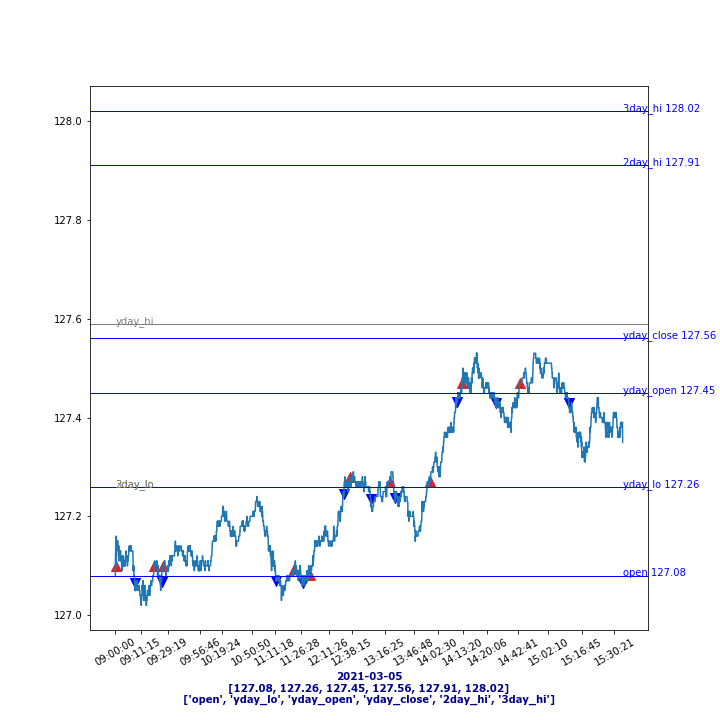 3day_hi 128.02
128.0
2day_hi 127.91
127.8
127.6
yday_hi
yday_close 127.56
yday_open 127.45
127.4
yday_lo 127.26
127.2
open 127.08
127.0
09:00:00 09:11:15 09:29:19 09:56:46 10:19:24 10:50:50 11:11:18 11:26:28 12:11:26 12:38:15 13:16:25 13:46:48 14:02:30 14:13:20 14:20:06 14:42:41 15:02:10 15:16:45 15:30:21
2021-03-05
[127.08, 127.26, 127.45, 127.56, 127.91, 128.02]
['open', 'yday_lo', 'yday_open', 'yday_close', '2day_hi', '3day_hi']